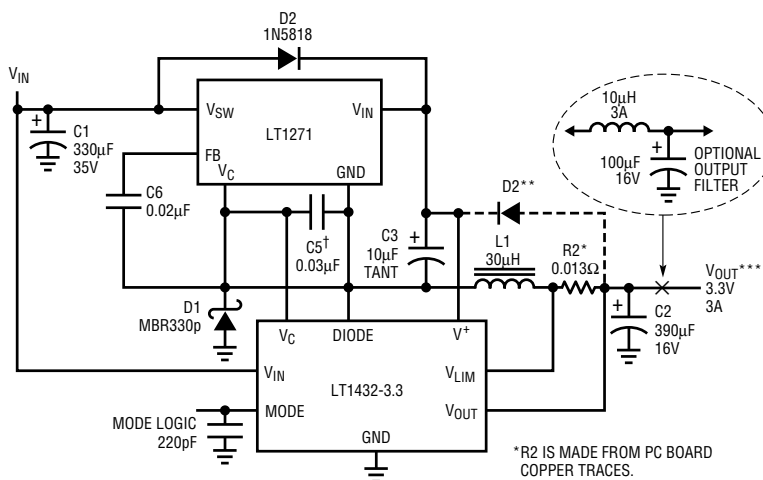 D2
1N5818
V_IN
V_SW
V_IN
LT1271
FB
V_C
GND
+
C1
330µF
35V
C6
0.02µF
C5†
0.03µF
+
C3
10µF
TANT
D2**
L1
30µH
R2*
0.013Ω
10µH
3A
+
100µF
16V
OPTIONAL
OUTPUT
FILTER
V_OUT***
3.3V
3A
+
C2
390µF
16V
D1
MBR330p
V_C
DIODE
V+
V_IN
V_LIM
LT1432-3.3
MODE
V_OUT
GND
MODE LOGIC
220pF
*R2 IS MADE FROM PC BOARD
COPPER TRACES.